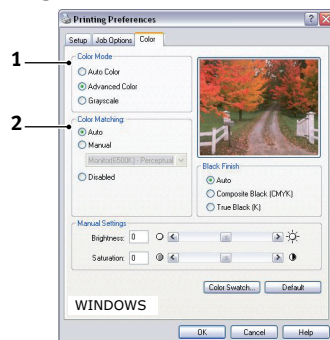 Printing Preferences
Setup Job Options Color
1
Color Mode
Auto Color
Advanced Color
Grayscale
2
Color Matching:
Auto
Manual
Monitor(6500K) - Perceptual
Disabled
Black Finish
Auto
Composite Black (CMYK)
True Black (K)
Manual Settings
Brightness: 0
Saturation: 0
Color Swatch... Default
WINDOWS
OK Cancel Help